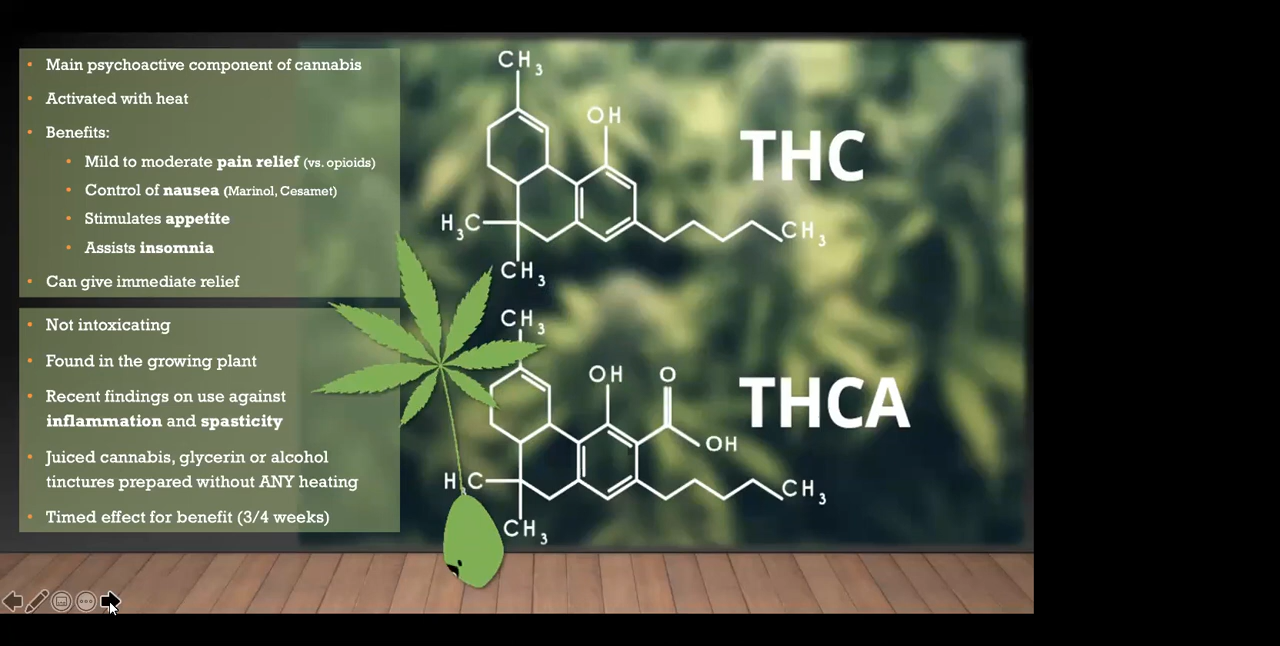 Main psychoactive component of cannabis
Activated with heat
Benefits:
Mild to moderate pain relief (vs. opioids)
Control of nausea (Marinol, Cesamet)
Stimulates appetite
Assists insomnia
Can give immediate relief
CH3
OH
THC
H3C
CH3
CH3
Not intoxicating
Found in the growing plant
Recent findings on use against
inflammation and spasticity
Juiced cannabis, glycerin or alcohol
tinctures prepared without ANY heating
Timed effect for benefit (3/4 weeks)
CH3
OH
O
THCA
OH
H3C
CH3
CH3